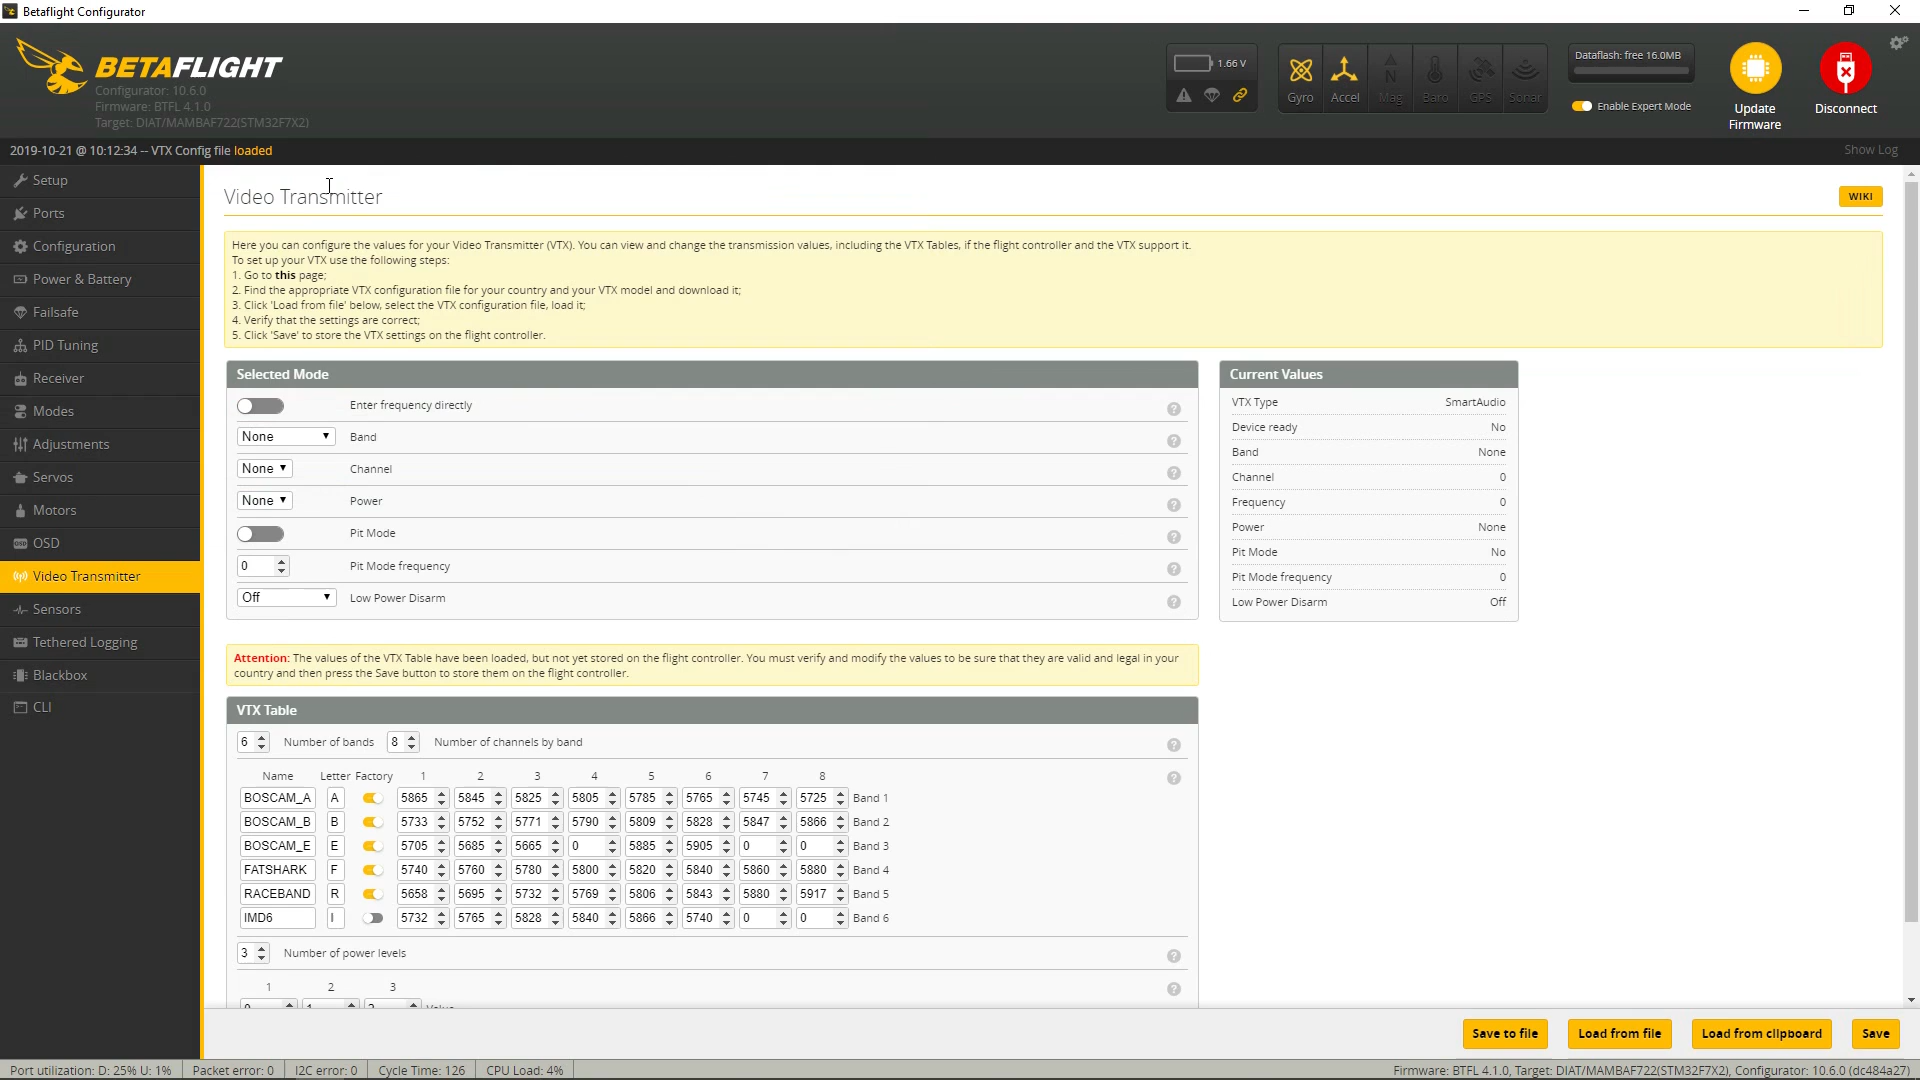 Betaflight Configurator
BETAFLIGHT
Configurator: 10.6.0
Firmware: BTFL 4.1.0
Target: DIAT/MAMBAF722(STM32F7X2)
1.66 V
Gyro Accel Mag Baro GPS Sonar
Dataflash: free 16.0MB
Enable Expert Mode
Update Firmware
Disconnect
2019-10-21 @ 10:12:34 -- VTX Config file loaded
Show Log
Setup
Ports
Configuration
Power & Battery
Failsafe
PID Tuning
Receiver
Modes
Adjustments
Servos
Motors
OSD
Video Transmitter
Sensors
Tethered Logging
Blackbox
CLI
Video Transmitter
WIKI
Here you can configure the values for your Video Transmitter (VTX). You can view and change the transmission values, including the VTX Tables, if the flight controller and the VTX support it.
To set up your VTX use the following steps:
1. Go to this page;
2. Find the appropriate VTX configuration file for your country and your VTX model and download it;
3. Click 'Load from file' below, select the VTX configuration file, load it;
4. Verify that the settings are correct;
5. Click 'Save' to store the VTX settings on the flight controller.
Selected Mode
Enter frequency directly
None Band
None Channel
None Power
Pit Mode
0 Pit Mode frequency
Off Low Power Disarm
Current Values
VTX Type SmartAudio
Device ready No
Band None
Channel 0
Frequency 0
Power None
Pit Mode No
Pit Mode frequency 0
Low Power Disarm Off
Attention: The values of the VTX Table have been loaded, but not yet stored on the flight controller. You must verify and modify the values to be sure that they are valid and legal in your
country and then press the Save button to store them on the flight controller.
VTX Table
6 Number of bands 8 Number of channels by band
Name Letter Factory 1 2 3 4 5 6 7 8
BOSCAM_A A 5865 5845 5825 5805 5785 5765 5745 5725 Band 1
BOSCAM_B B 5733 5752 5771 5790 5809 5828 5847 5866 Band 2
BOSCAM_E E 5705 5685 5665 0 5885 5905 0 0 Band 3
FATSHARK F 5740 5760 5780 5800 5820 5840 5860 5880 Band 4
RACEBAND R 5658 5695 5732 5769 5806 5843 5880 5917 Band 5
IMD6 I 5732 5765 5828 5840 5866 5740 0 0 Band 6
3 Number of power levels
1 2 3
Save to file
Load from file
Load from clipboard
Save
Port utilization: D: 25% U: 1% Packet error: 0 I2C error: 0 Cycle Time: 126 CPU Load: 4%
Firmware: BTFL 4.1.0, Target: DIAT/MAMBAF722(STM32F7X2), Configurator: 10.6.0 (dc484a27)